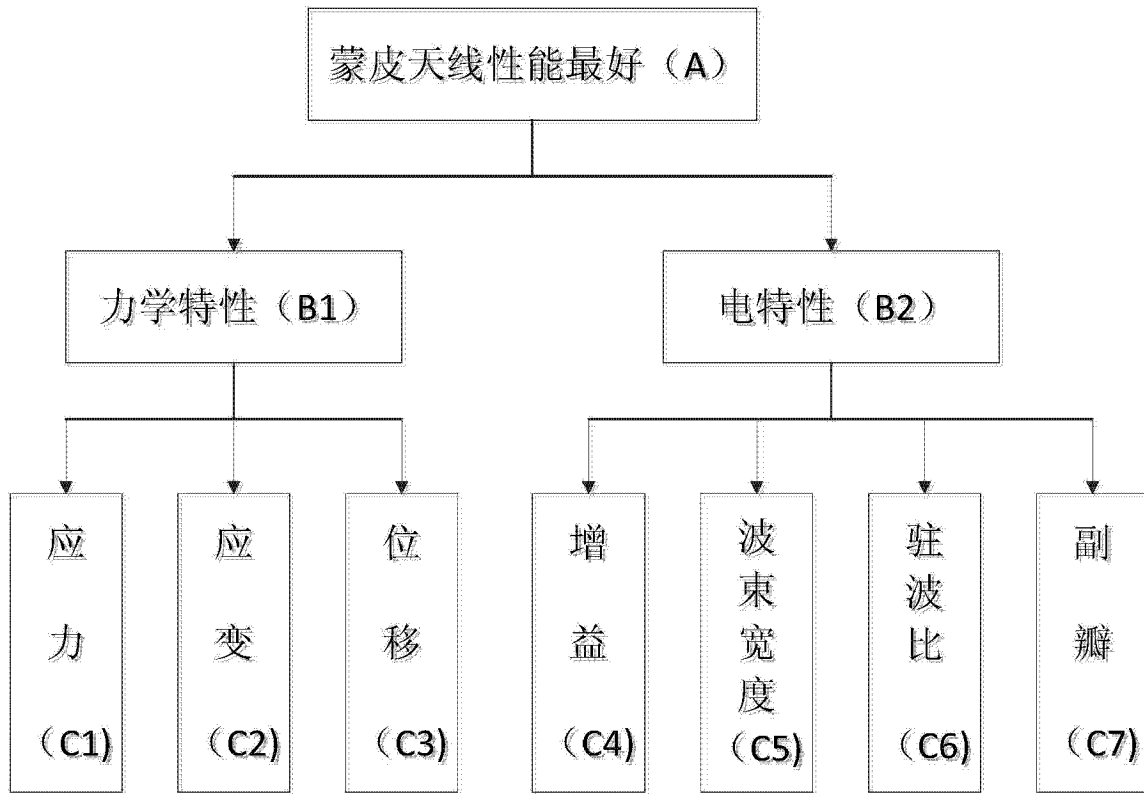 蒙皮天线性能最好（A）
力学特性（B1）
电特性（B2）
应力（C1)
应变（C2)
位移（C3)
增益（C4)
波束宽度（C5)
驻波比（C6)
副瓣（C7)